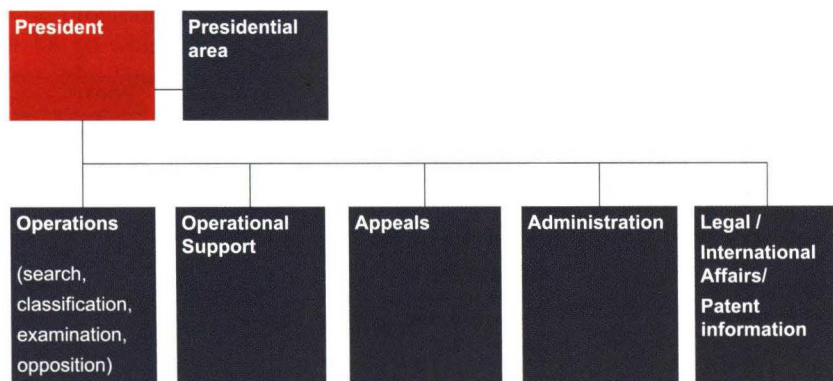 President
Presidential
area
Operations
(search,
classification,
examination,
opposition)
Operational
Support
Appeals
Administration
Legal /
International
Affairs/
Patent
information